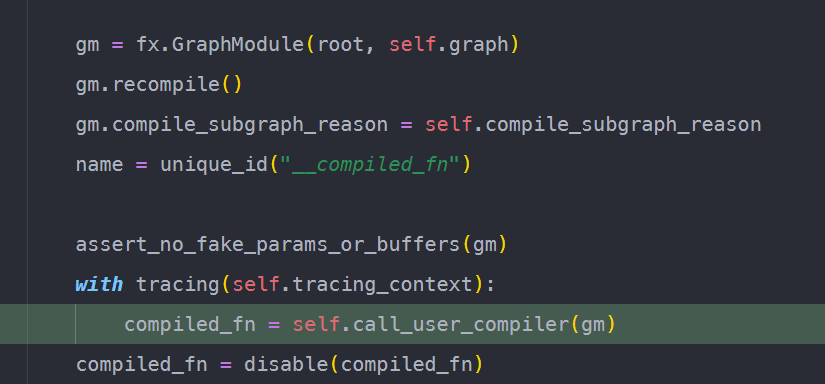 gm = fx.GraphModule(root, self.graph)
gm.recompile()
gm.compile_subgraph_reason = self.compile_subgraph_reason
name = unique_id("__compiled_fn")
assert_no_fake_params_or_buffers(gm)
with tracing(self.tracing_context):
compiled_fn = self.call_user_compiler(gm)
compiled_fn = disable(compiled_fn)